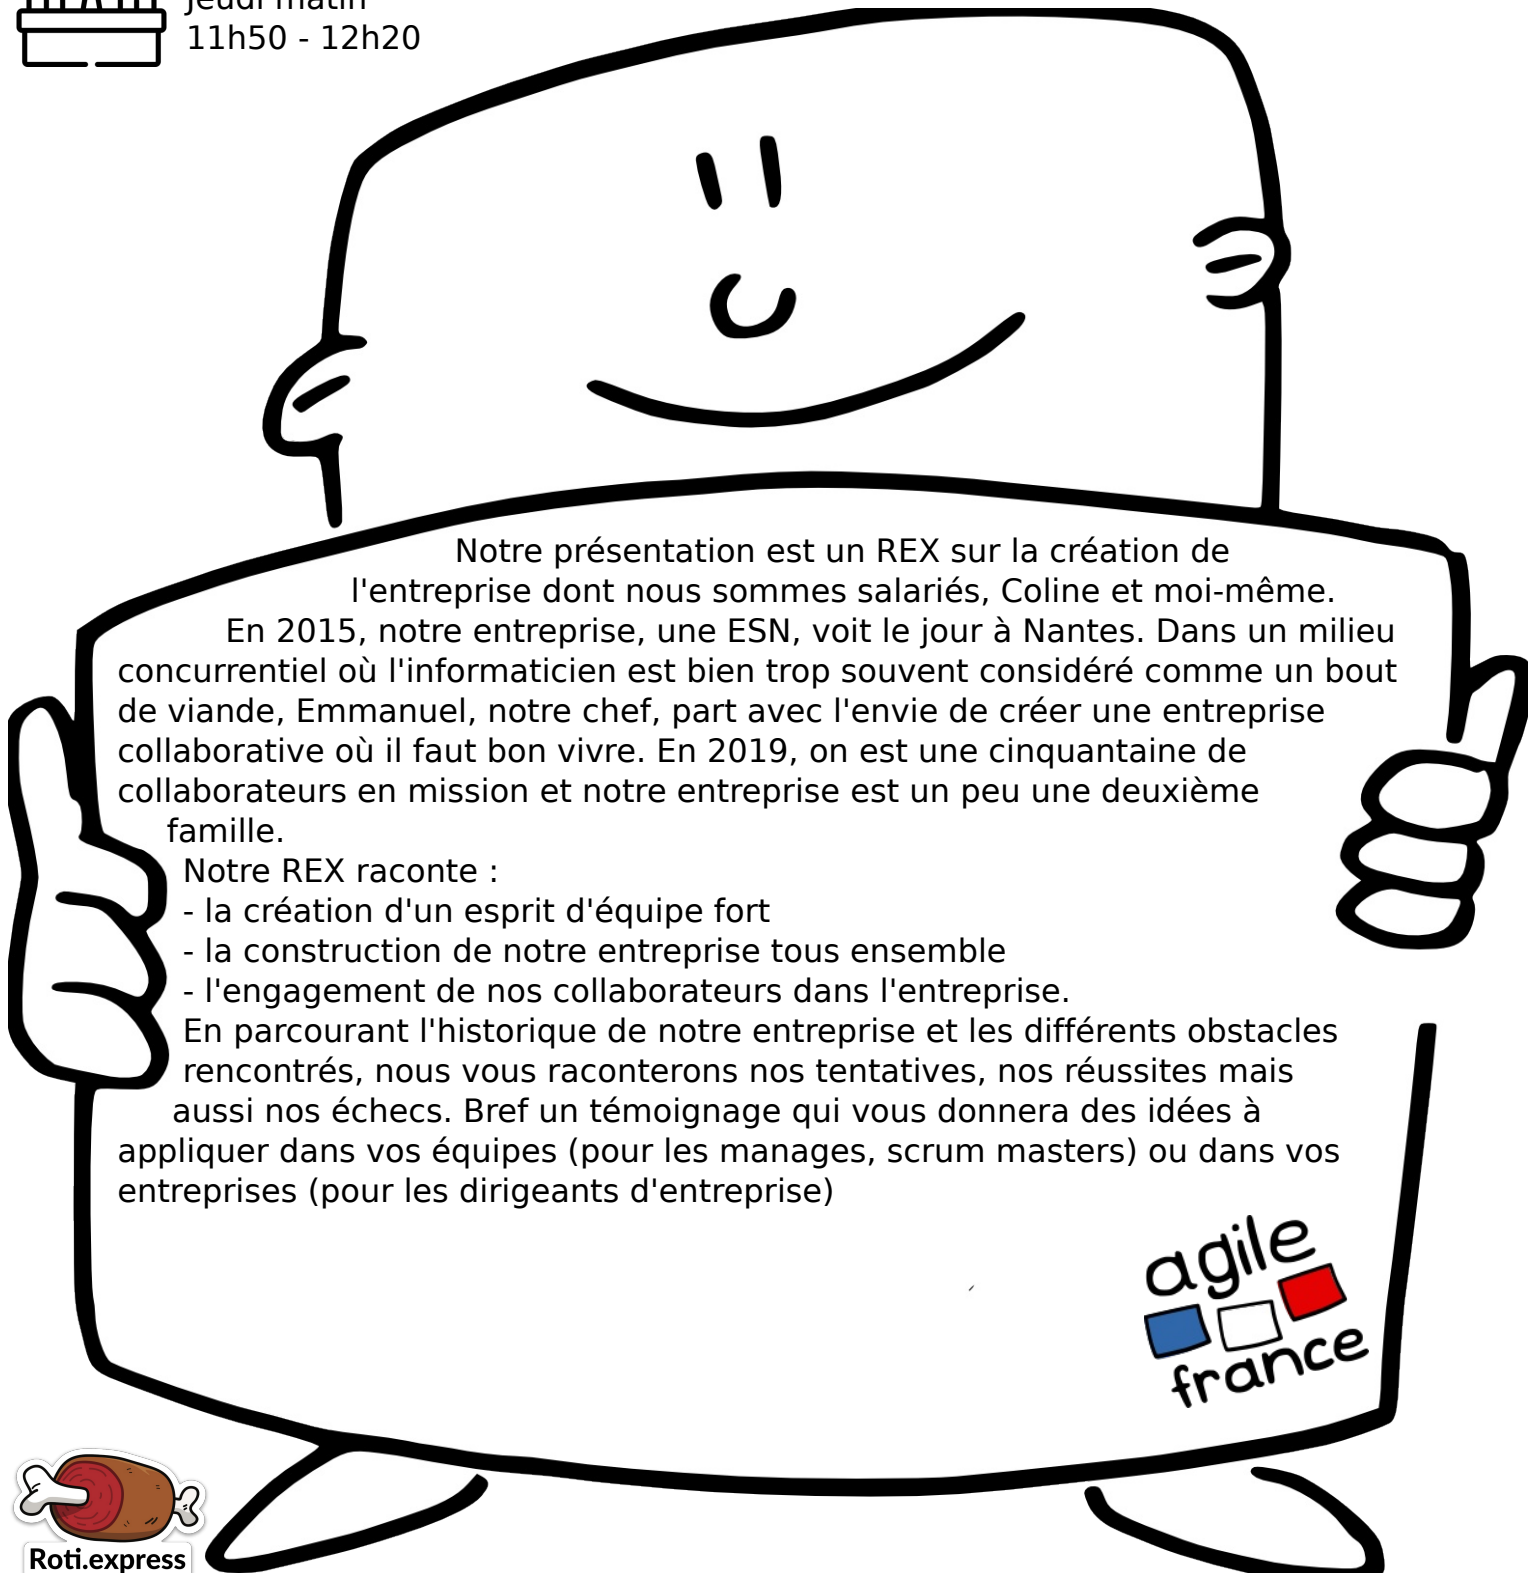 jeudi matin
11h50 - 12h20
Notre présentation est un REX sur la création de
l'entreprise dont nous sommes salariés, Coline et moi-même.
En 2015, notre entreprise, une ESN, voit le jour à Nantes. Dans un milieu
concurrentiel où l'informaticien est bien trop souvent considéré comme un bout
de viande, Emmanuel, notre chef, part avec l'envie de créer une entreprise
collaborative où il faut bon vivre. En 2019, on est une cinquantaine de
collaborateurs en mission et notre entreprise est un peu une deuxième
famille.
Notre REX raconte :
- la création d'un esprit d'équipe fort
- la construction de notre entreprise tous ensemble
- l'engagement de nos collaborateurs dans l'entreprise.
En parcourant l'historique de notre entreprise et les différents obstacles
rencontrés, nous vous raconterons nos tentatives, nos réussites mais
aussi nos échecs. Bref un témoignage qui vous donnera des idées à
appliquer dans vos équipes (pour les manages, scrum masters) ou dans vos
entreprises (pour les dirigeants d'entreprise)
agile
france
Roti.express